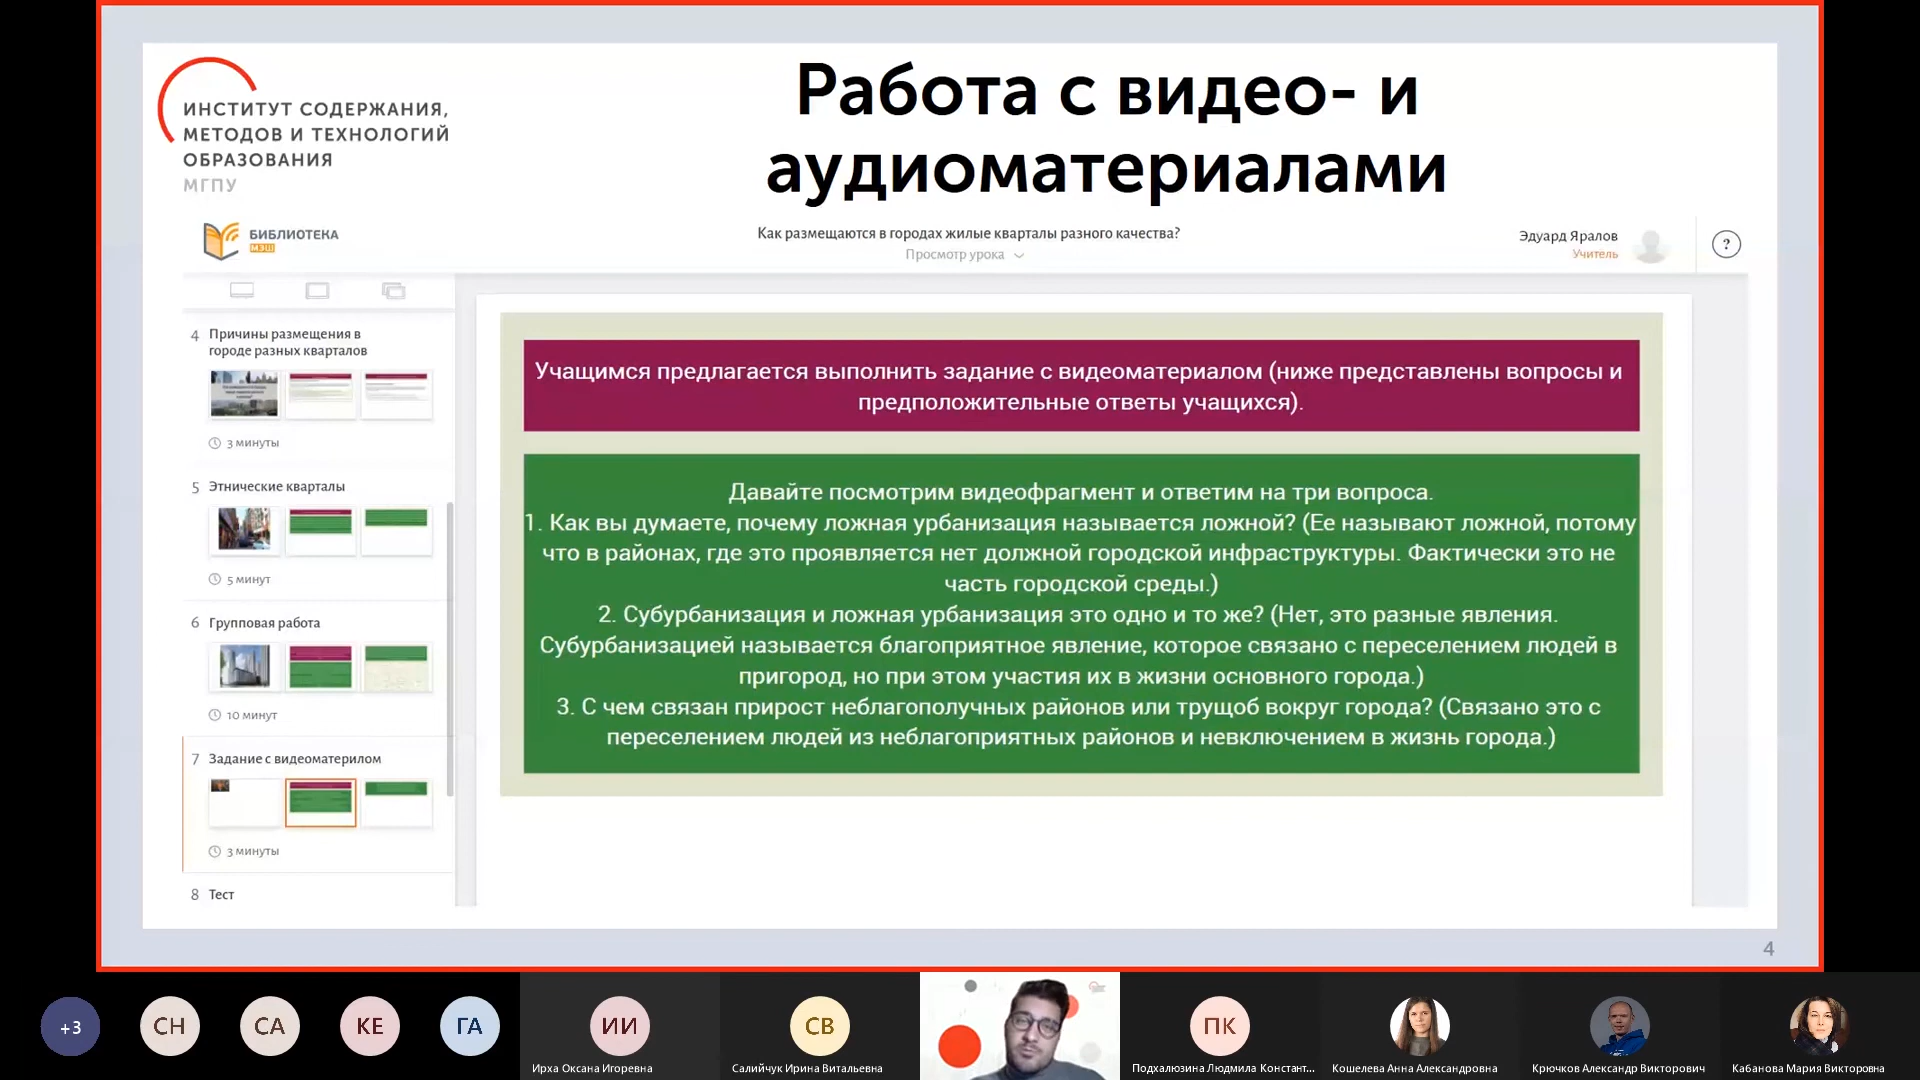 Работа с видео- и
аудиоматериалами
ИНСТИТУТ СОДЕРЖАНИЯ,
МЕТОДОВ И ТЕХНОЛОГИЙ
ОБРАЗОВАНИЯ
МГПУ
БИБЛИОТЕКА
МЭШ
Как размещаются в городах жилые кварталы разного качества?
Просмотр урока
Эдуард Яралов
Учитель
?
4 Причины размещения в
городе разных кварталов
3 минуты
5 Этнические кварталы
5 минут
6 Групповая работа
10 минут
7 Задание с видеоматерилом
3 минуты
8 Тест
Учащимся предлагается выполнить задание с видеоматериалом (ниже представлены вопросы и
предположительные ответы учащихся).
Давайте посмотрим видеофрагмент и ответим на три вопроса.
1. Как вы думаете, почему ложная урбанизация называется ложной? (Ее называют ложной, потому
что в районах, где это проявляется нет должной городской инфраструктуры. Фактически это не
часть городской среды.)
2. Субурбанизация и ложная урбанизация это одно и то же? (Нет, это разные явления.
Субурбанизацией называется благоприятное явление, которое связано с переселением людей в
пригород, но при этом участия их в жизни основного города.)
3. С чем связан прирост неблагополучных районов или трущоб вокруг города? (Связано это с
переселением людей из неблагоприятных районов и невключением в жизнь города.)
4
+3
СН
СА
КЕ
ГА
ИИ
СВ
ПК
Ирха Оксана Игоревна
Салийчук Ирина Витальевна
Подхалюзина Людмила Констант...
Кошелева Анна Александровна
Крючков Александр Викторович
Кабанова Мария Викторовна